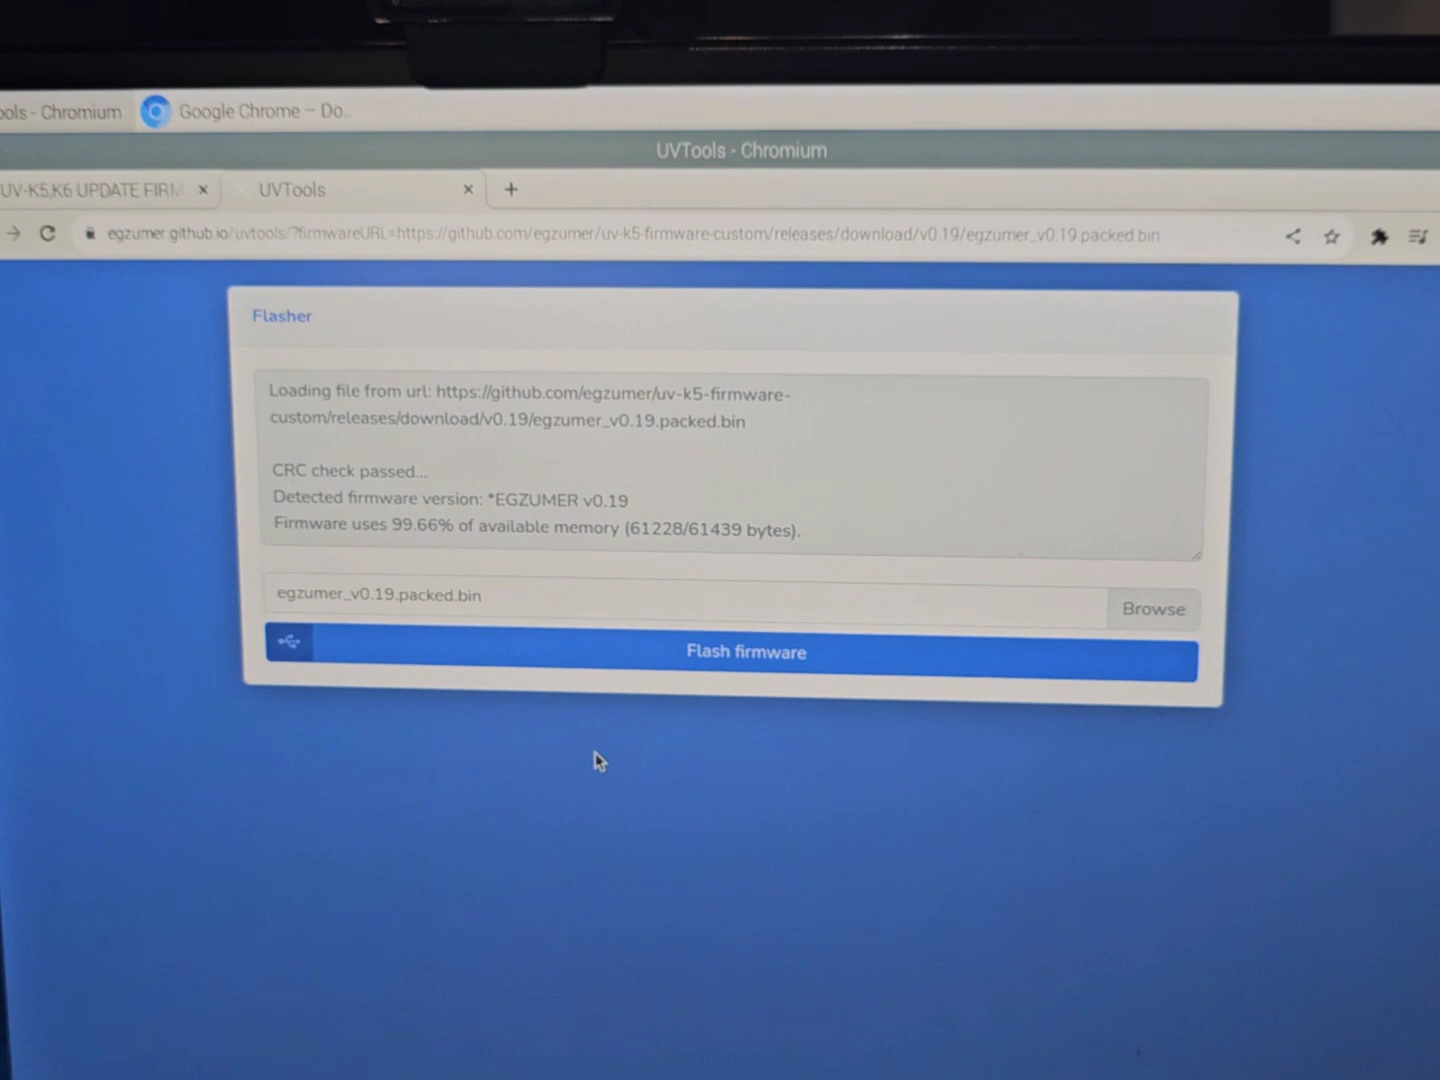 ools - Chromium
Google Chrome – Do..
UVTools - Chromium
UV-K5,K6 UPDATE FIRM
UVTools
egzumer.github.io/uvtools/?firmwareURL=https://github.com/egzumer/uv-k5-firmware-custom/releases/download/v0.19/egzumer_v0.19.packed.bin
Flasher
Loading file from url: https://github.com/egzumer/uv-k5-firmware-
custom/releases/download/v0.19/egzumer_v0.19.packed.bin
CRC check passed...
Detected firmware version: *EGZUMER v0.19
Firmware uses 99.66% of available memory (61228/61439 bytes).
egzumer_v0.19.packed.bin
Browse
Flash firmware